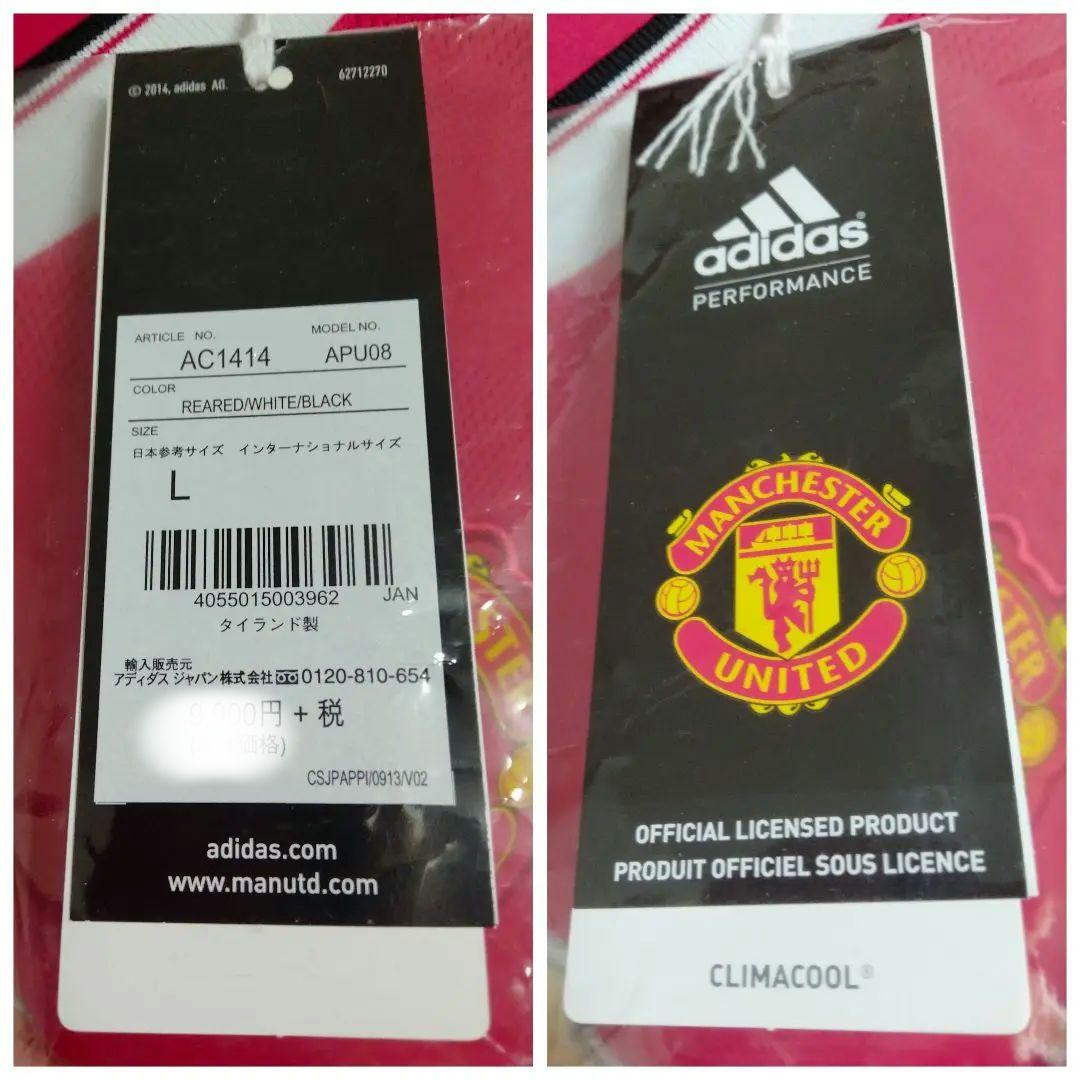 © 2014, adidas AG.
62712270
ARTICLE NO.
MODEL NO.
AC1414
APU08
COLOR
REARED/WHITE/BLACK
SIZE
日本参考サイズ インターナショナルサイズ
L
4055015003962
JAN
タイランド製
輸入販売元
アディダス ジャパン株式会社 0120-810-654
円 + 税
価格)
CSJPAPPI/0913/V02
adidas.com
www.manutd.com
adidas®
PERFORMANCE
MANCHESTER
UNITED
OFFICIAL LICENSED PRODUCT
PRODUIT OFFICIEL SOUS LICENCE
CLIMACOOL®